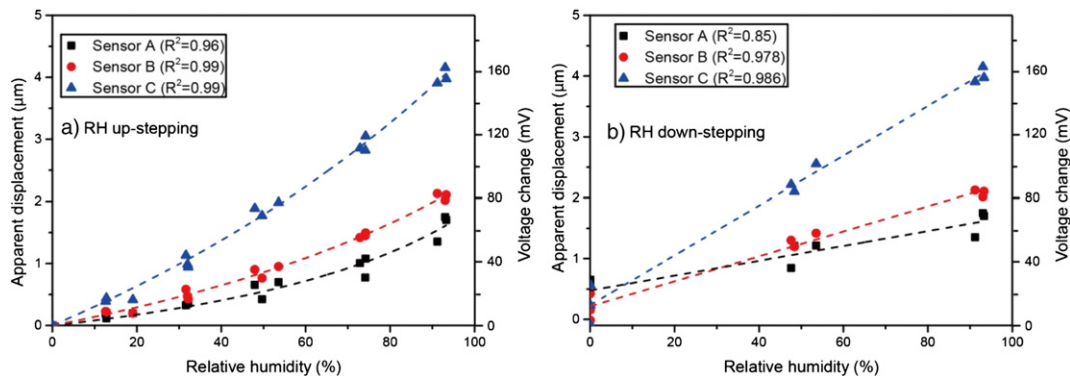 5
4
3
2
1
0
Apparent displacement (µm)
Sensor A (R²=0.96)
Sensor B (R²=0.99)
Sensor C (R²=0.99)
a) RH up-stepping
160
120
80
40
0
Voltage change (mV)
0 20 40 60 80 100
Relative humidity (%)
5
4
3
2
1
0
Apparent displacement (µm)
Sensor A (R²=0.85)
Sensor B (R²=0.978)
Sensor C (R²=0.986)
b) RH down-stepping
160
120
80
40
0
Voltage change (mV)
0 20 40 60 80 100
Relative humidity (%)